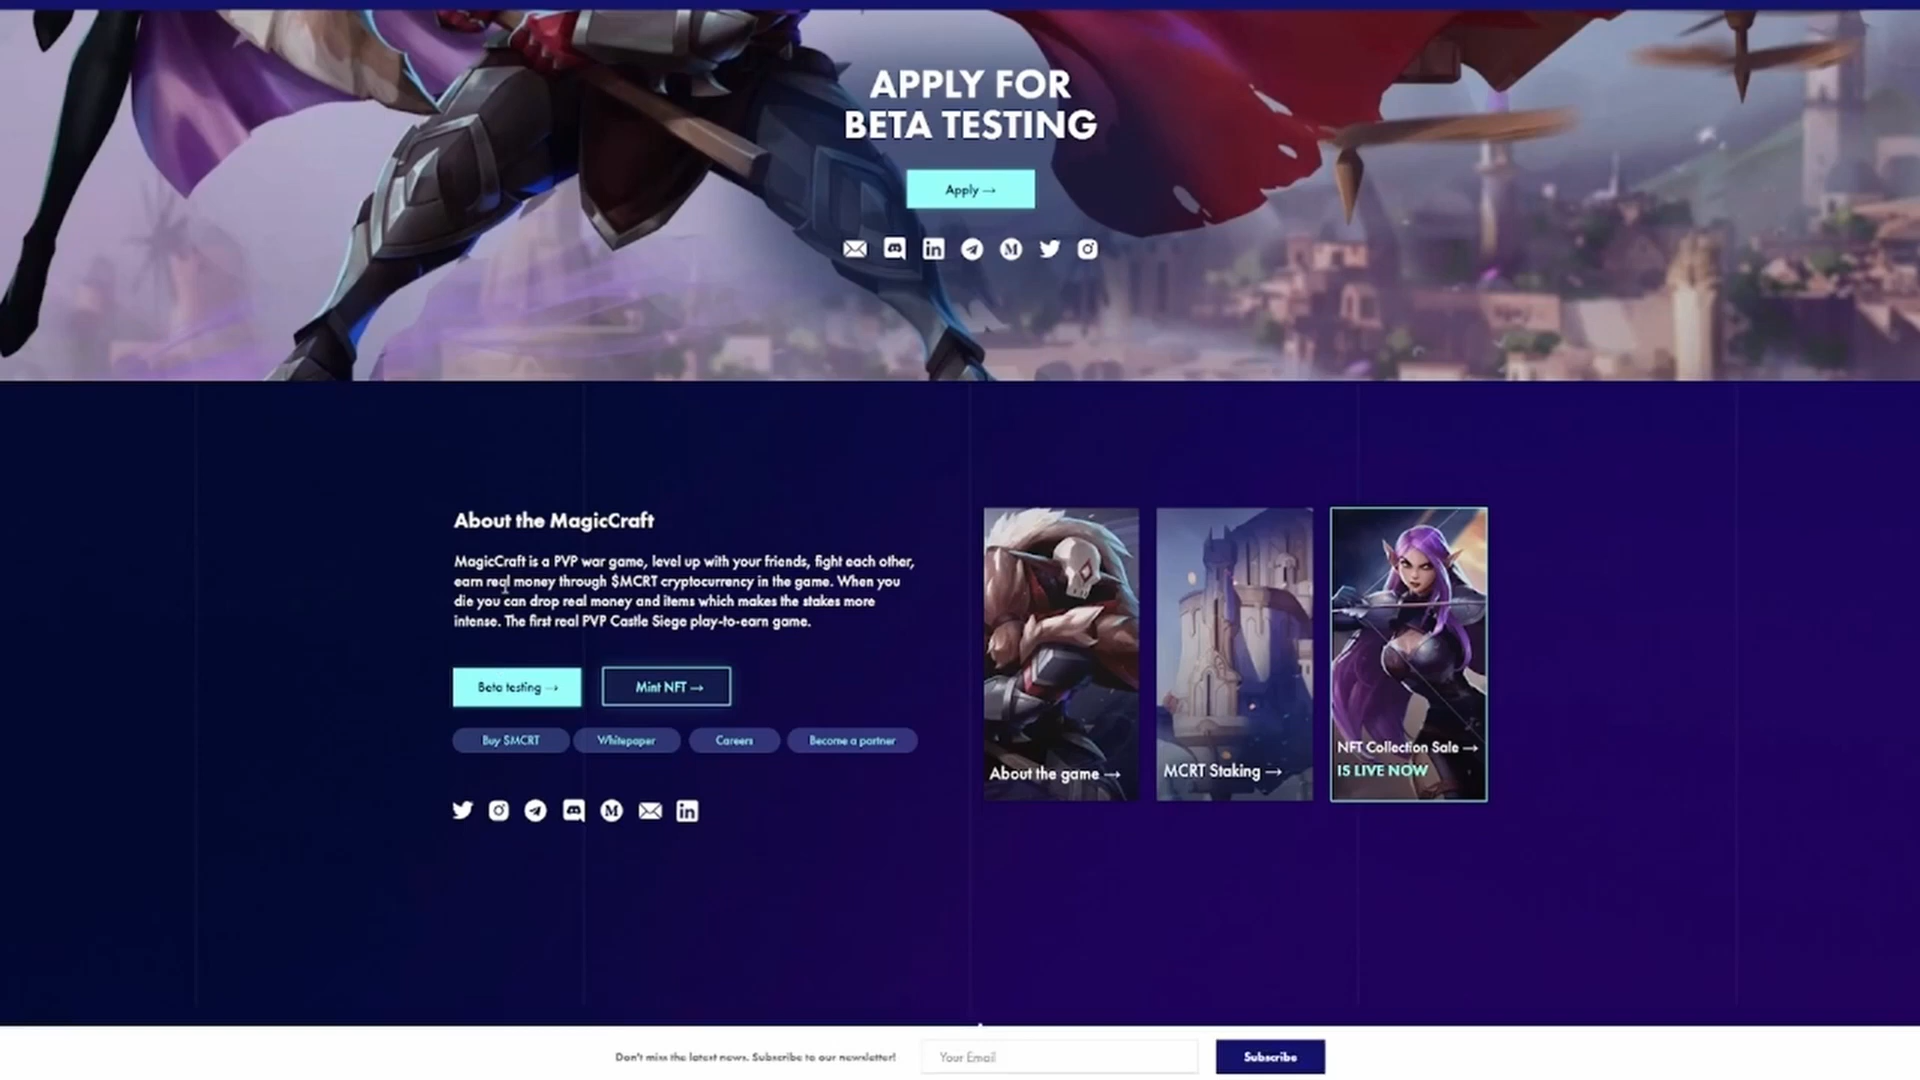 APPLY FOR
BETA TESTING
Apply →
About the MagicCraft
MagicCraft is a PVP war game, level up with your friends, fight each other,
earn real money through $MCRT cryptocurrency in the game. When you
die you can drop real money and items which makes the stakes more
intense. The first real PVP Castle Siege play-to-earn game.
Beta testing →
Mint NFT →
Buy $MCRT
Whitepaper
Careers
Become a partner
About the game →
MCRT Staking →
NFT Collection Sale →
IS LIVE NOW
Don't miss the latest news. Subscribe to our newsletter!
Your Email
Subscribe